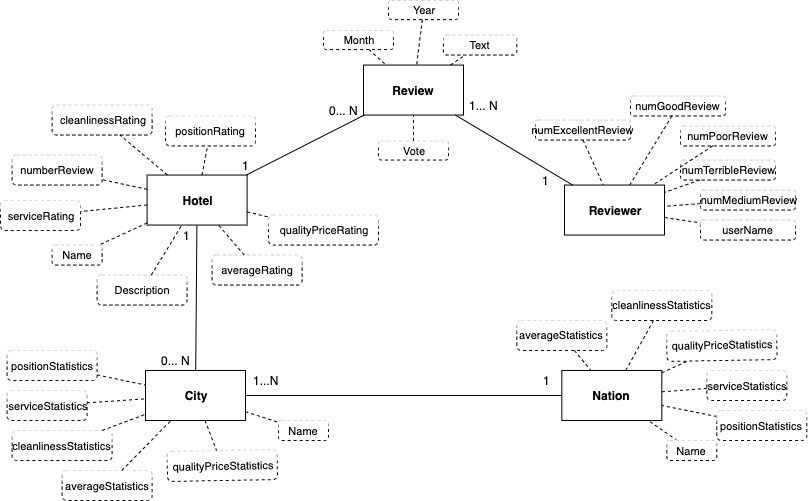 Year
Month
Text
Review
0... N
1... N
Vote
cleanlinessRating
positionRating
numberReview
1
serviceRating
Hotel
qualityPriceRating
Name
1
averageRating
Description
numGoodReview
numExcellentReview
numPoorReview
numTerribleReview
1
numMediumReview
Reviewer
userName
0... N
positionStatistics
1...N
City
serviceStatistics
cleanlinessStatistics
Name
averageStatistics
qualityPriceStatistics
cleanlinessStatistics
averageStatistics
qualityPriceStatistics
1
Nation
serviceStatistics
positionStatistics
Name